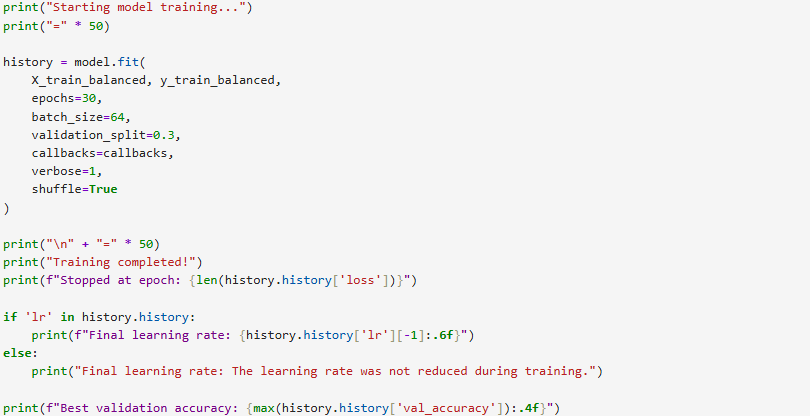 print("Starting model training...")
print("=" * 50)
history = model.fit(
    X_train_balanced, y_train_balanced,
    epochs=30,
    batch_size=64,
    validation_split=0.3,
    callbacks=callbacks,
    verbose=1,
    shuffle=True
)
print("\n" + "=" * 50)
print("Training completed!")
print(f"Stopped at epoch: {len(history.history['loss'])}")
if 'lr' in history.history:
    print(f"Final learning rate: {history.history['lr'][-1]:.6f}")
else:
    print("Final learning rate: The learning rate was not reduced during training.")
print(f"Best validation accuracy: {max(history.history['val_accuracy']):.4f}")